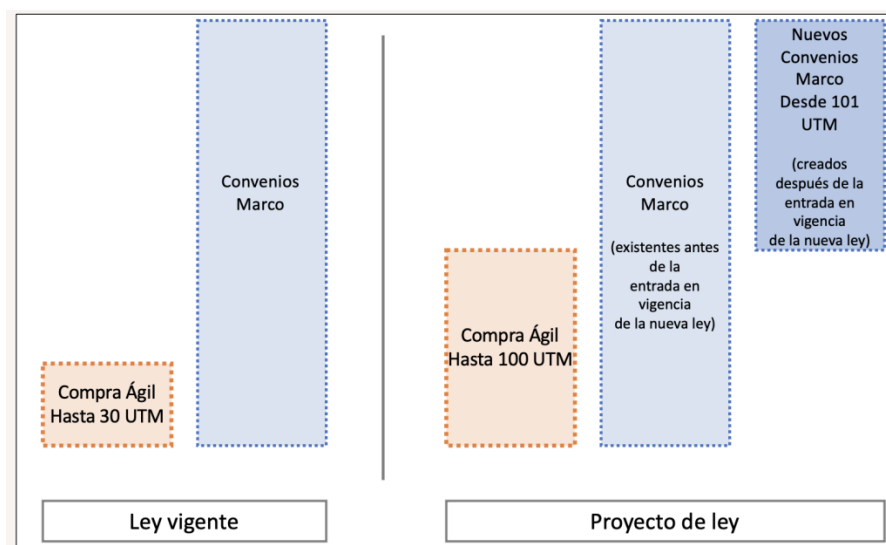 Convenios
Marco
Compra Ágil
Hasta 30 UTM
Ley vigente
Nuevos
Convenios
Marco
Desde 101
UTM
(creados
después de la
entrada en
vigencia
de la nueva ley)
Convenios
Marco
(existentes antes
de la
entrada en
vigencia
de la nueva ley)
Compra Ágil
Hasta 100 UTM
Proyecto de ley